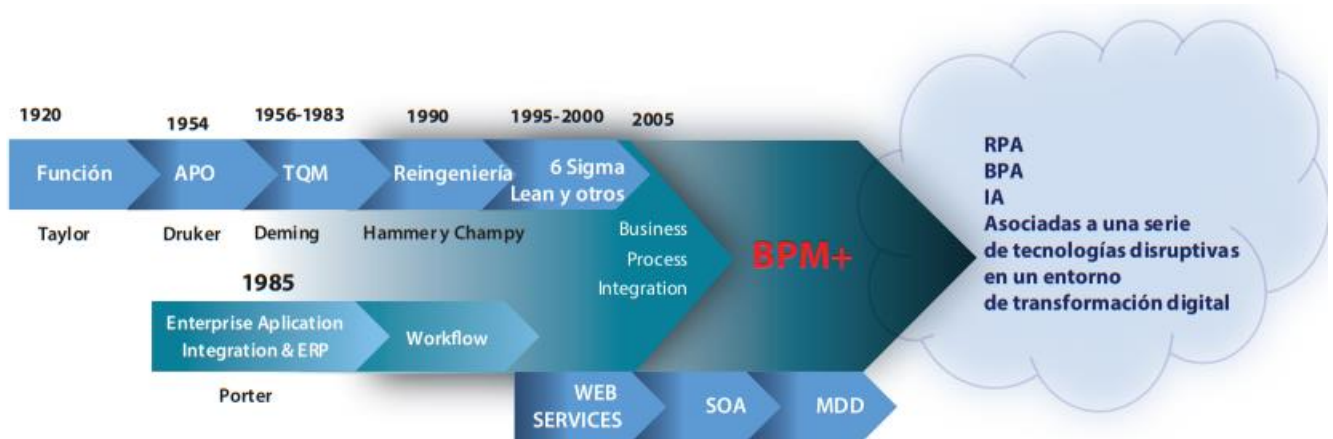 1920
1954
1956-1983
1990
1995-2000
2005
Función
APO
TQM
Reingeniería
6 Sigma
Lean y otros
Taylor
Druker
Deming
Hammer y Champy
Business
Process
Integration
BPM+
1985
Enterprise Aplication
Integration & ERP
Workflow
Porter
WEB
SERVICES
SOA
MDD
RPA
BPA
IA
Asociadas a una serie
de tecnologías disruptivas
en un entorno
de transformación digital